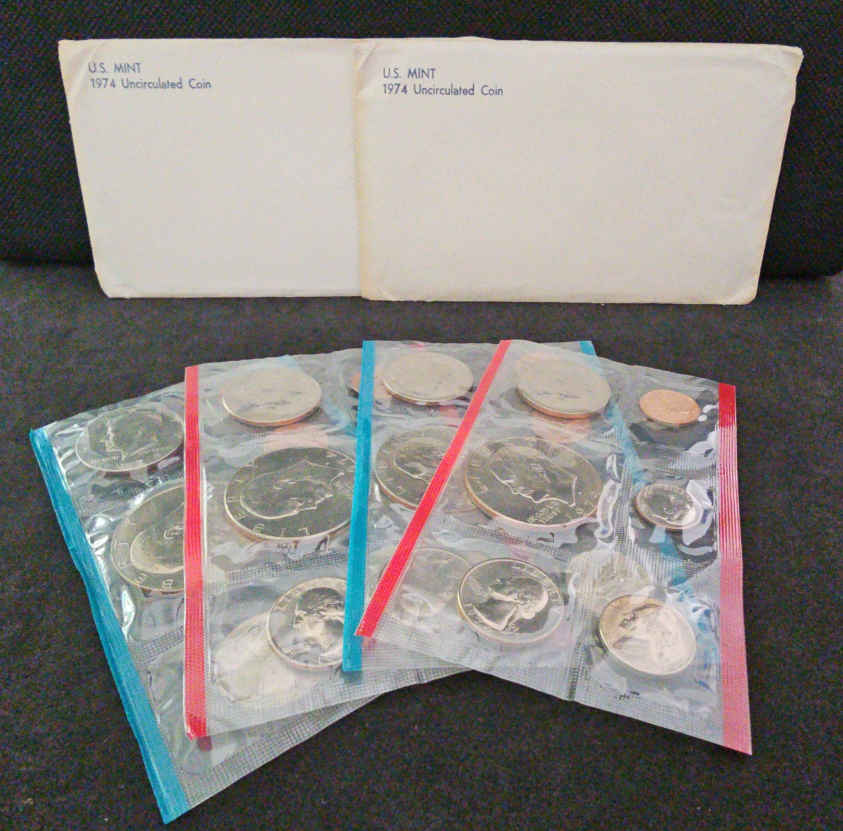 U.S. MINT
1974 Uncirculated Coin
U.S. MINT
1974 Uncirculated Coin